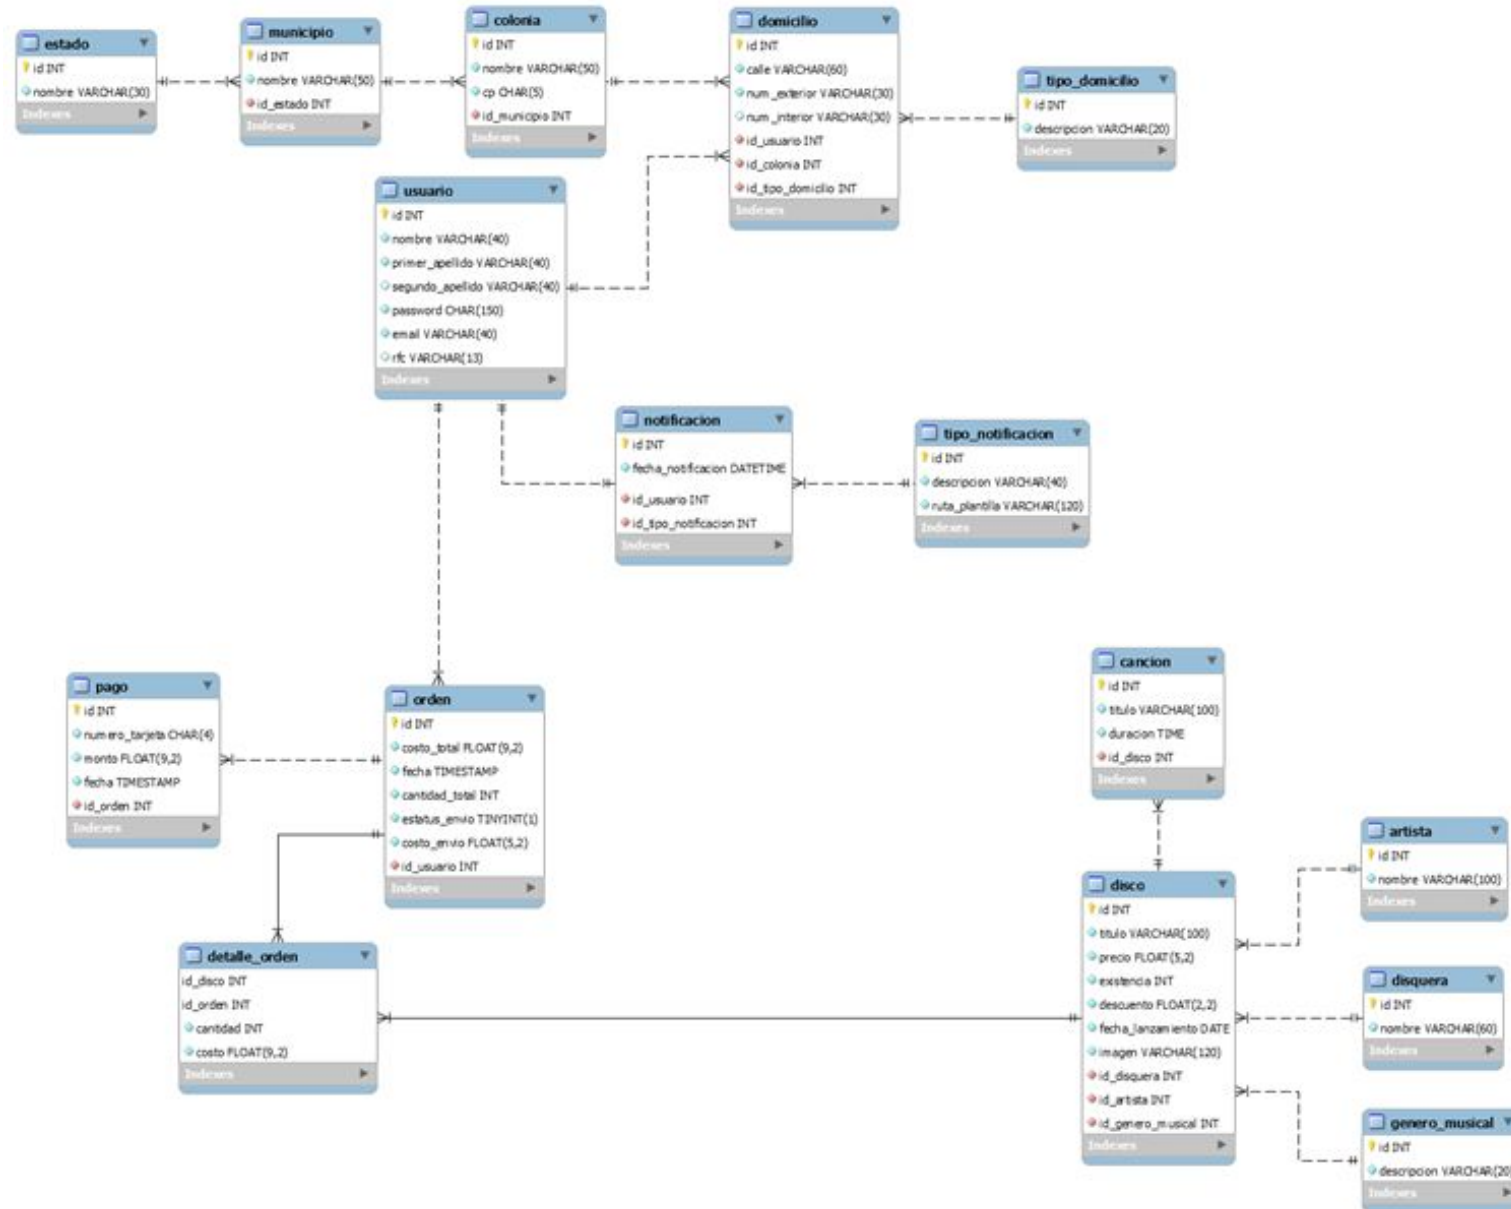 estado
id INT
nombre VARCHAR(30)
Indexes
municipio
id INT
nombre VARCHAR(50)
id_estado INT
Indexes
colonia
id INT
nombre VARCHAR(50)
cp CHAR(5)
id_municipio INT
Indexes
domicilio
id INT
calle VARCHAR(60)
num_exterior VARCHAR(30)
num_interior VARCHAR(30)
id_usuario INT
id_colonia INT
id_tipo_domicilio INT
Indexes
tipo_domicilio
id INT
descripcion VARCHAR(20)
Indexes
usuario
id INT
nombre VARCHAR(40)
primer_apellido VARCHAR(40)
segundo_apellido VARCHAR(40)
password CHAR(150)
email VARCHAR(40)
rfc VARCHAR(13)
Indexes
notificacion
id INT
fecha_notificacion DATETIME
id_usuario INT
id_tipo_notificacion INT
Indexes
tipo_notificacion
id INT
descripcion VARCHAR(40)
ruta_plantilla VARCHAR(120)
Indexes
pago
id INT
numero_tarjeta CHAR(4)
monto FLOAT(9,2)
fecha TIMESTAMP
id_orden INT
Indexes
orden
id INT
costo_total FLOAT(9,2)
fecha TIMESTAMP
cantidad_total INT
estatus_envio TINYINT(1)
costo_envio FLOAT(5,2)
id_usuario INT
Indexes
cancion
id INT
titulo VARCHAR(100)
duracion TIME
id_disco INT
Indexes
detalle_orden
id_disco INT
id_orden INT
cantidad INT
costo FLOAT(9,2)
Indexes
disco
id INT
titulo VARCHAR(100)
precio FLOAT(5,2)
existencia INT
descuento FLOAT(2,2)
fecha_lanzamiento DATE
imagen VARCHAR(120)
id_disquera INT
id_artista INT
id_genero_musical INT
Indexes
artista
id INT
nombre VARCHAR(100)
Indexes
disquera
id INT
nombre VARCHAR(60)
Indexes
genero_musical
id INT
descripcion VARCHAR(20)
Indexes